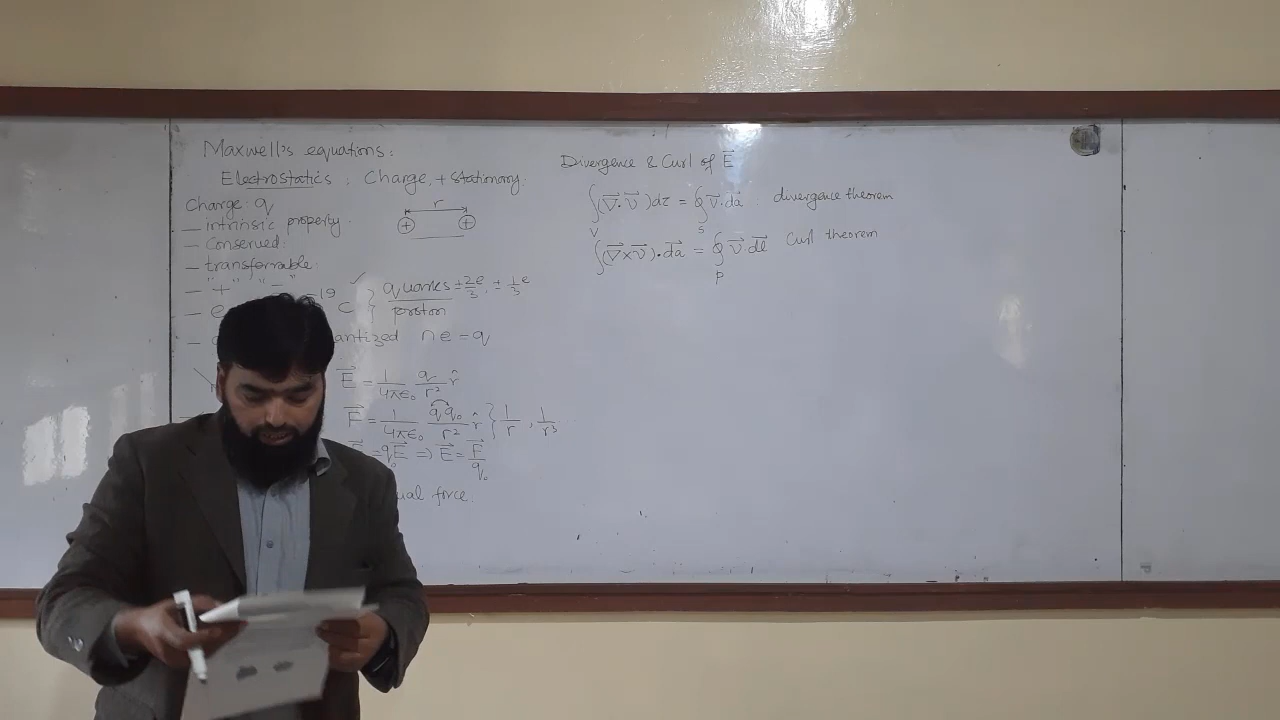 Maxwell's equations:
Electrostatics : Charge, + stationary.
Charge: q
— intrinsic property.
r
+ +
— Conserved:
— transferrable
— "+" "-"
— e -19 C } quarks ± 2e/3, ± 1/3 e
proton
— quantized ne = q
E⃗ = 1/4πε₀ q/r² r̂
F⃗ = 1/4πε₀ qq₀/r² r̂ } 1/r , 1/r³
= q₀E⃗ ⇒ E⃗ = F⃗/q₀
ual force.
Divergence & Curl of E⃗
∫V (∇⃗·v⃗)dτ = ∮S v⃗·da⃗ : divergence theorem
∫(∇⃗×v⃗)·da⃗ = ∮P v⃗·dl⃗ Curl theorem